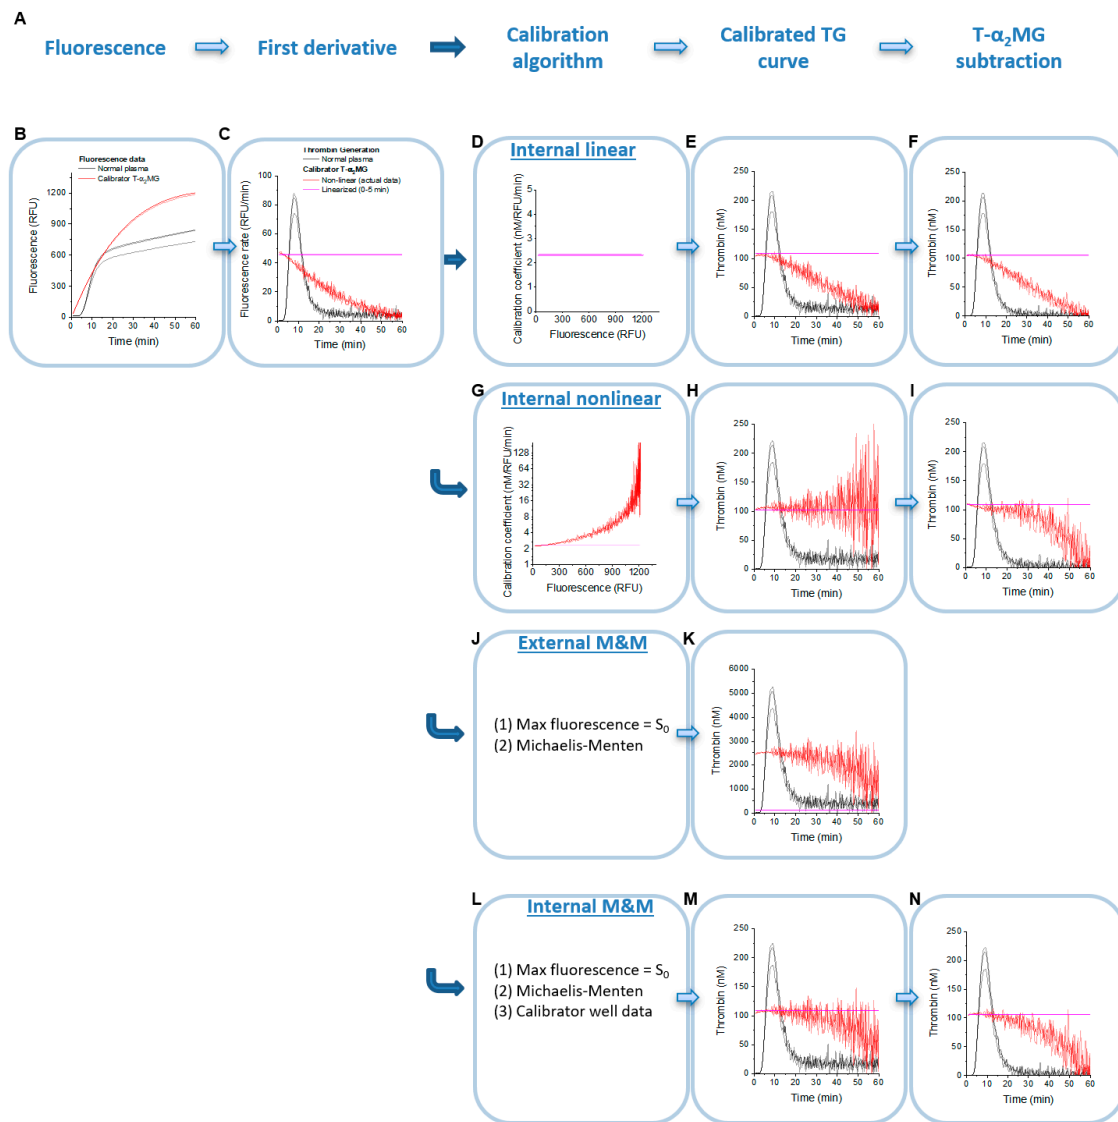 A
Fluorescence
First derivative
Calibration
algorithm
Calibrated TG
curve
T-α₂MG
subtraction
B
Fluorescence data
Normal plasma
Calibrator T-α₂MG
Fluorescence (RFU)
1200
900
600
300
0
0 10 20 30 40 50 60
Time (min)
C
Thrombin Generation
Normal plasma
Calibrator T-α₂MG
Non-linear (actual data)
Linearized (0-5 min)
Fluorescence rate (RFU/min)
100
80
60
40
20
0
0 10 20 30 40 50 60
Time (min)
D
Internal linear
Calibration coefficient (nM/RFU/min)
5
4
3
2
1
0
0 300 600 900 1200
Fluorescence (RFU)
E
Thrombin (nM)
250
200
150
100
50
0
0 10 20 30 40 50 60
Time (min)
F
Thrombin (nM)
250
200
150
100
50
0
0 10 20 30 40 50 60
Time (min)
G
Internal nonlinear
Calibration coefficient (nM/RFU/min)
128
64
32
16
8
4
2
1
0 300 600 900 1200
Fluorescence (RFU)
H
Thrombin (nM)
250
200
150
100
50
0
0 10 20 30 40 50 60
Time (min)
I
Thrombin (nM)
250
200
150
100
50
0
0 10 20 30 40 50 60
Time (min)
J
External M&M
(1) Max fluorescence = S₀
(2) Michaelis-Menten
K
Thrombin (nM)
6000
5000
4000
3000
2000
1000
0
0 10 20 30 40 50 60
Time (min)
L
Internal M&M
(1) Max fluorescence = S₀
(2) Michaelis-Menten
(3) Calibrator well data
M
Thrombin (nM)
250
200
150
100
50
0
0 10 20 30 40 50 60
Time (min)
N
Thrombin (nM)
250
200
150
100
50
0
0 10 20 30 40 50 60
Time (min)